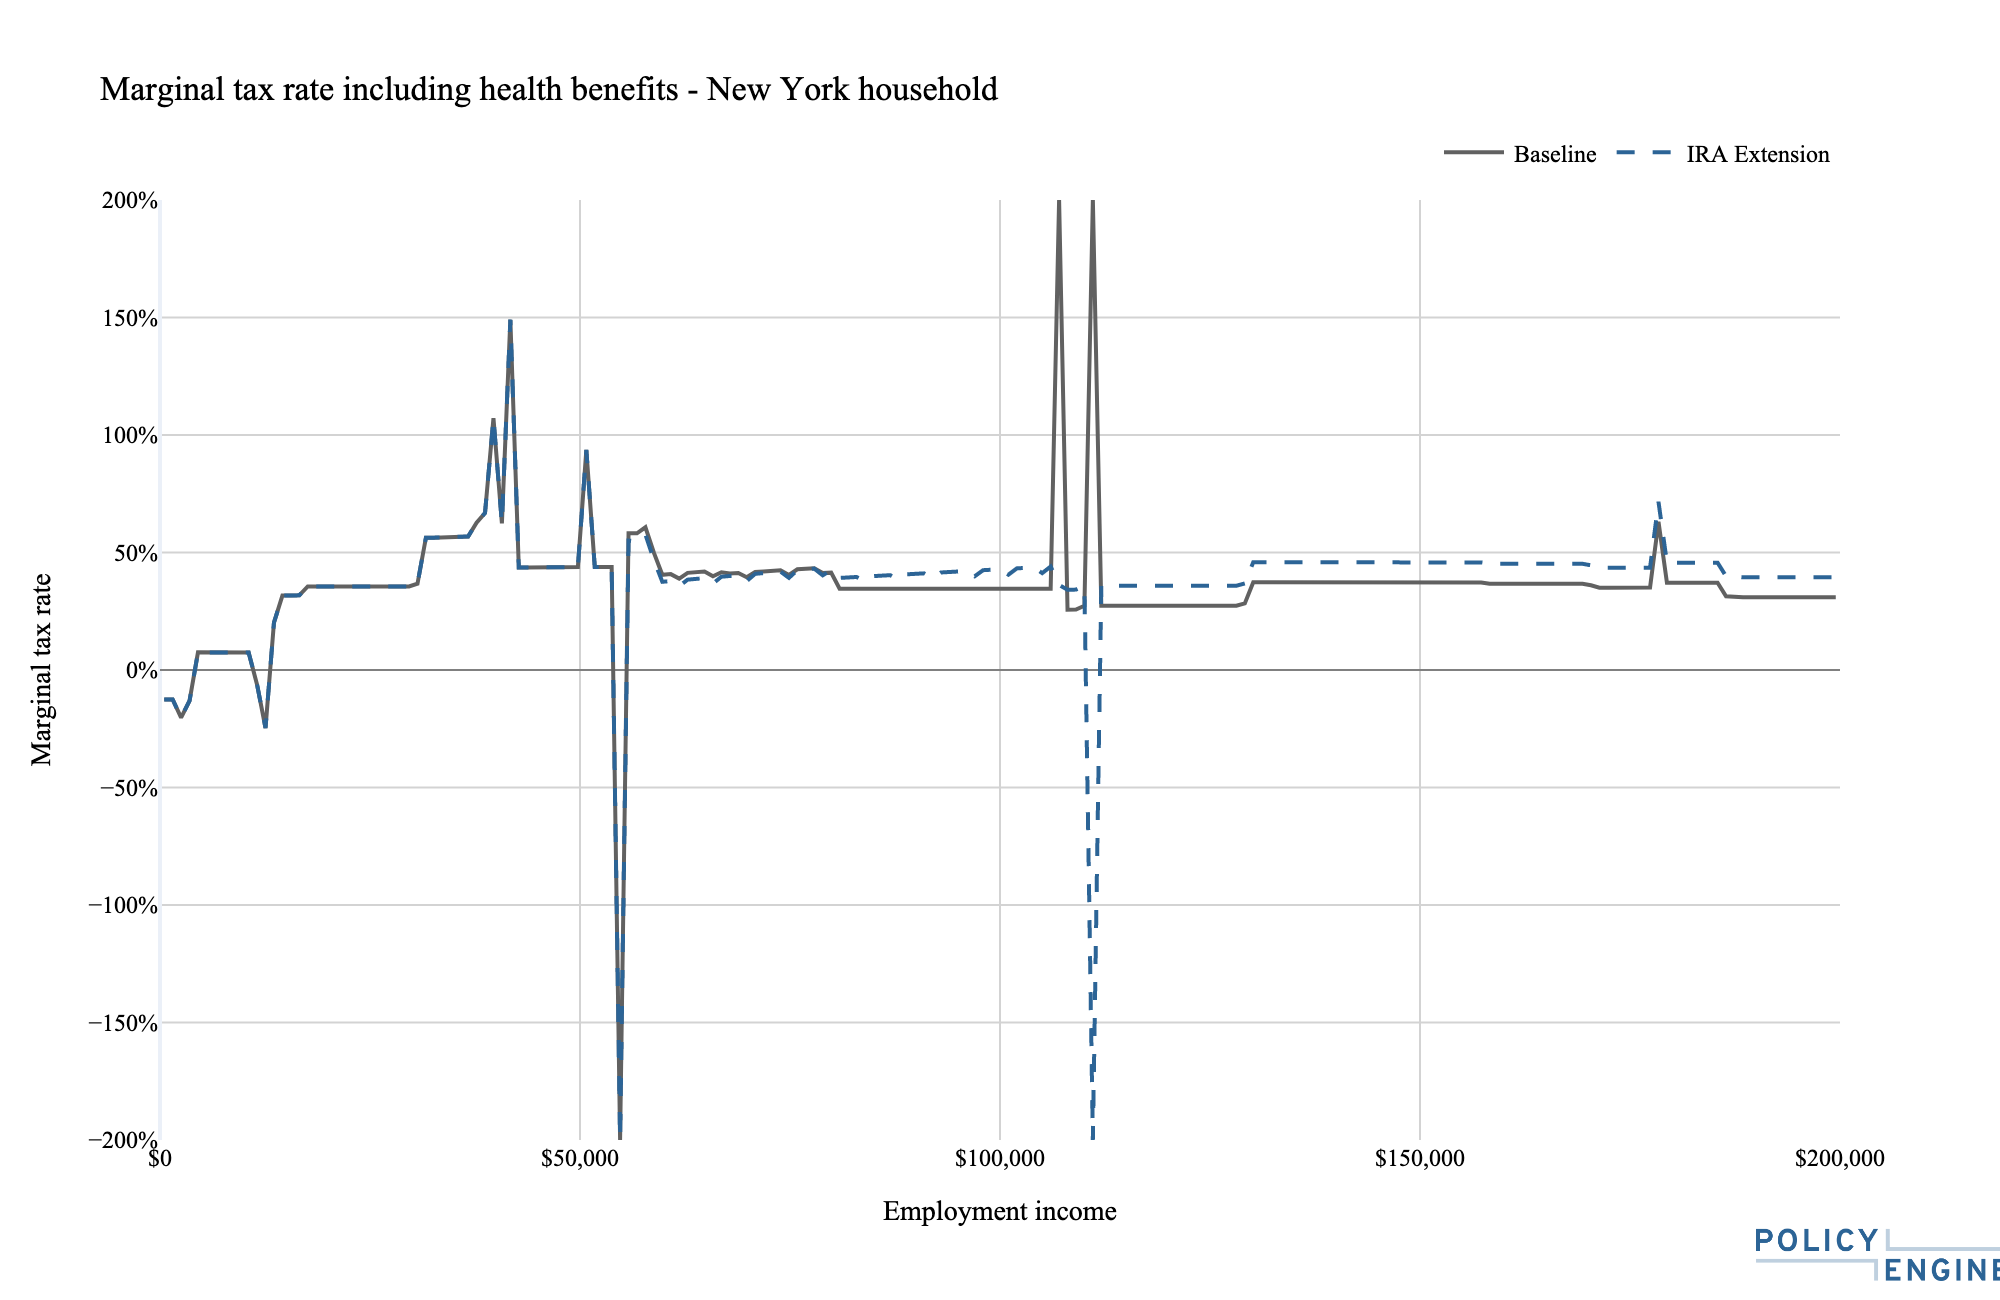 Marginal tax rate including health benefits - New York household
Baseline
IRA Extension
200%
150%
100%
50%
0%
−50%
−100%
−150%
−200%
Marginal tax rate
$0
$50,000
$100,000
$150,000
$200,000
Employment income
POLICY
ENGINE